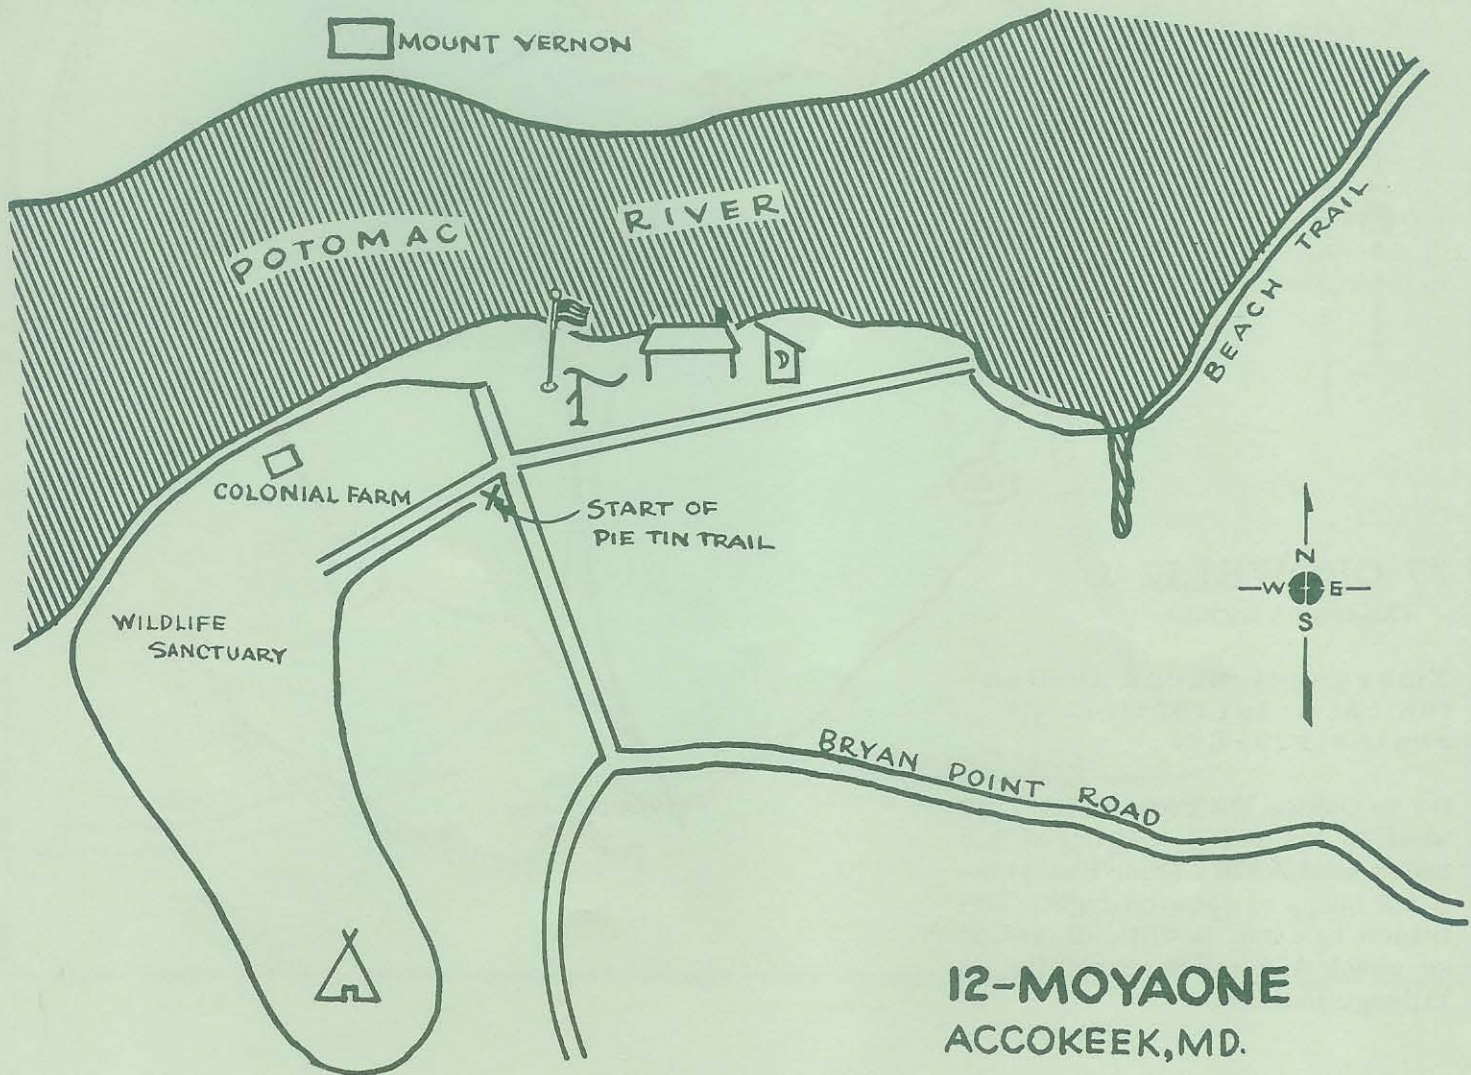 MOUNT VERNON
POTOMAC RIVER
BEACH TRAIL
COLONIAL FARM
START OF
PIE TIN TRAIL
WILDLIFE
SANCTUARY
N
W E
S
BRYAN POINT ROAD
12-MOYAONE
ACCOKEEK, MD.